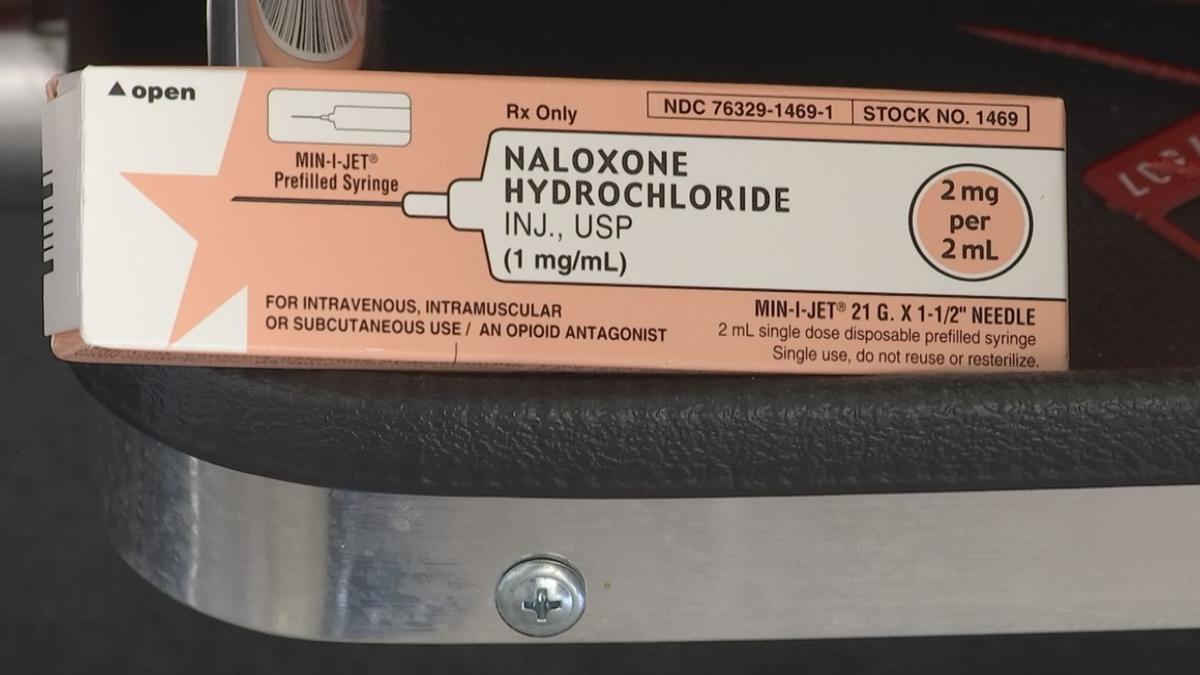 ▲open
Rx Only
NDC 76329-1469-1 STOCK NO. 1469
MIN-I-JET®
Prefilled Syringe
NALOXONE
HYDROCHLORIDE
INJ., USP
(1 mg/mL)
2 mg
per
2 mL
FOR INTRAVENOUS, INTRAMUSCULAR
OR SUBCUTANEOUS USE / AN OPIOID ANTAGONIST
MIN-I-JET® 21 G. X 1-1/2" NEEDLE
2 mL single dose disposable prefilled syringe
Single use, do not reuse or resterilize.